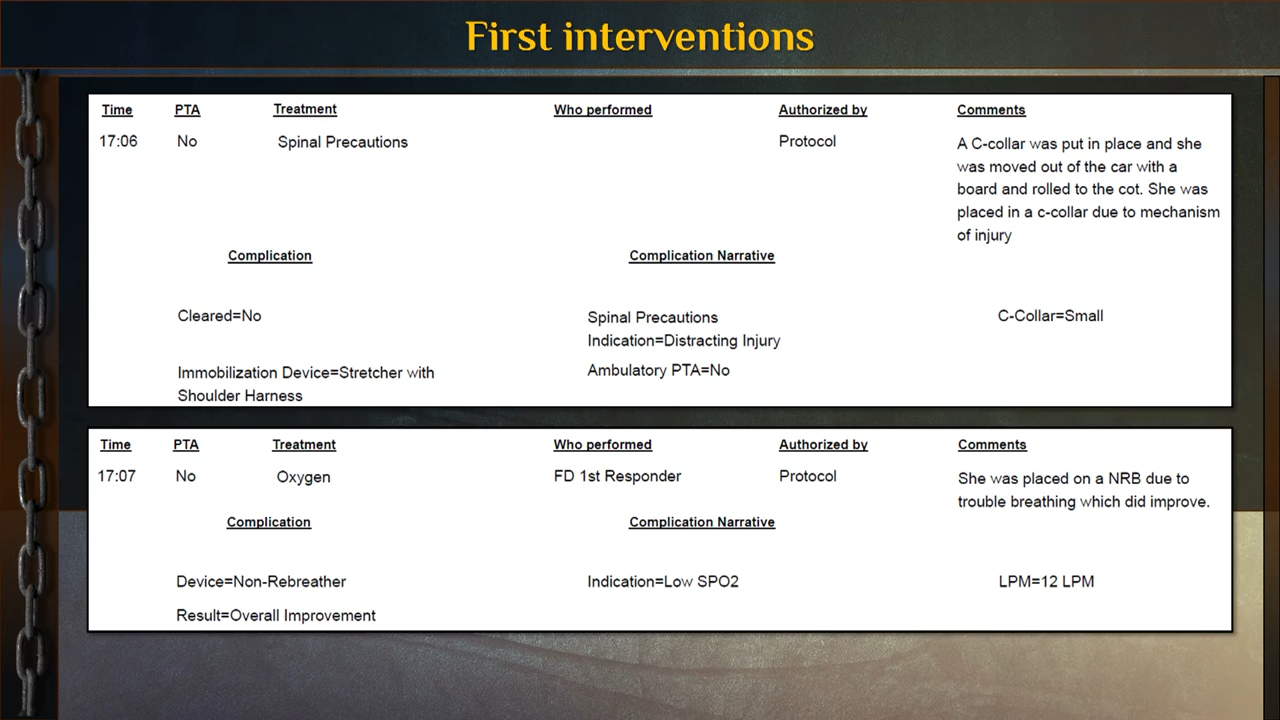 First interventions
Time PTA Treatment Who performed Authorized by Comments
17:06 No Spinal Precautions Protocol A C-collar was put in place and she
was moved out of the car with a
board and rolled to the cot. She was
placed in a c-collar due to mechanism
of injury
Complication Complication Narrative
Cleared=No Spinal Precautions C-Collar=Small
Indication=Distracting Injury
Immobilization Device=Stretcher with Ambulatory PTA=No
Shoulder Harness
Time PTA Treatment Who performed Authorized by Comments
17:07 No Oxygen FD 1st Responder Protocol She was placed on a NRB due to
trouble breathing which did improve.
Complication Complication Narrative
Device=Non-Rebreather Indication=Low SPO2 LPM=12 LPM
Result=Overall Improvement